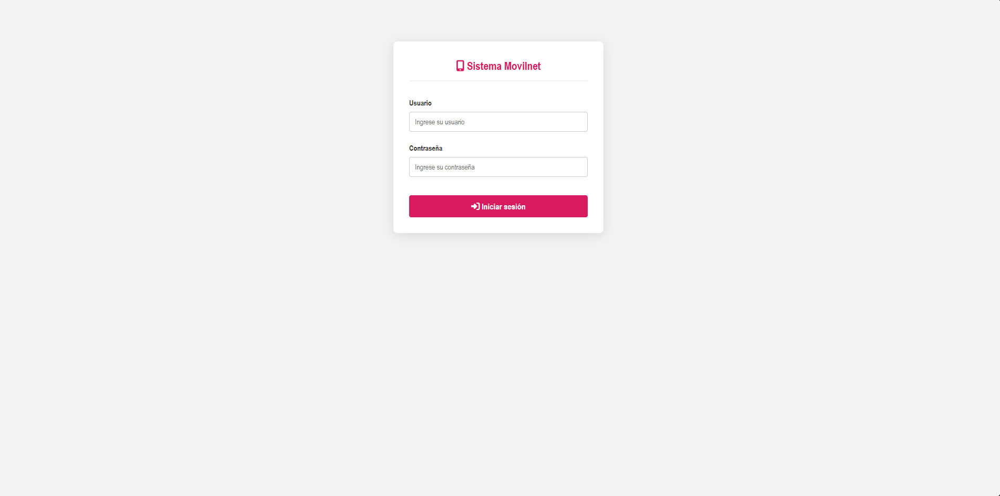 Sistema Movilnet
Usuario
Ingrese su usuario
Contraseña
Ingrese su contraseña
Iniciar sesión